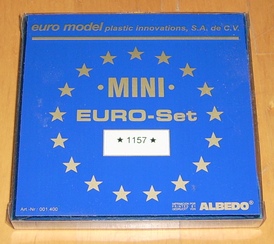 euro model plastic innovations, S.A. de C.V.
· MINI ·
EURO-Set
★ 1157 ★
ALBEDO®